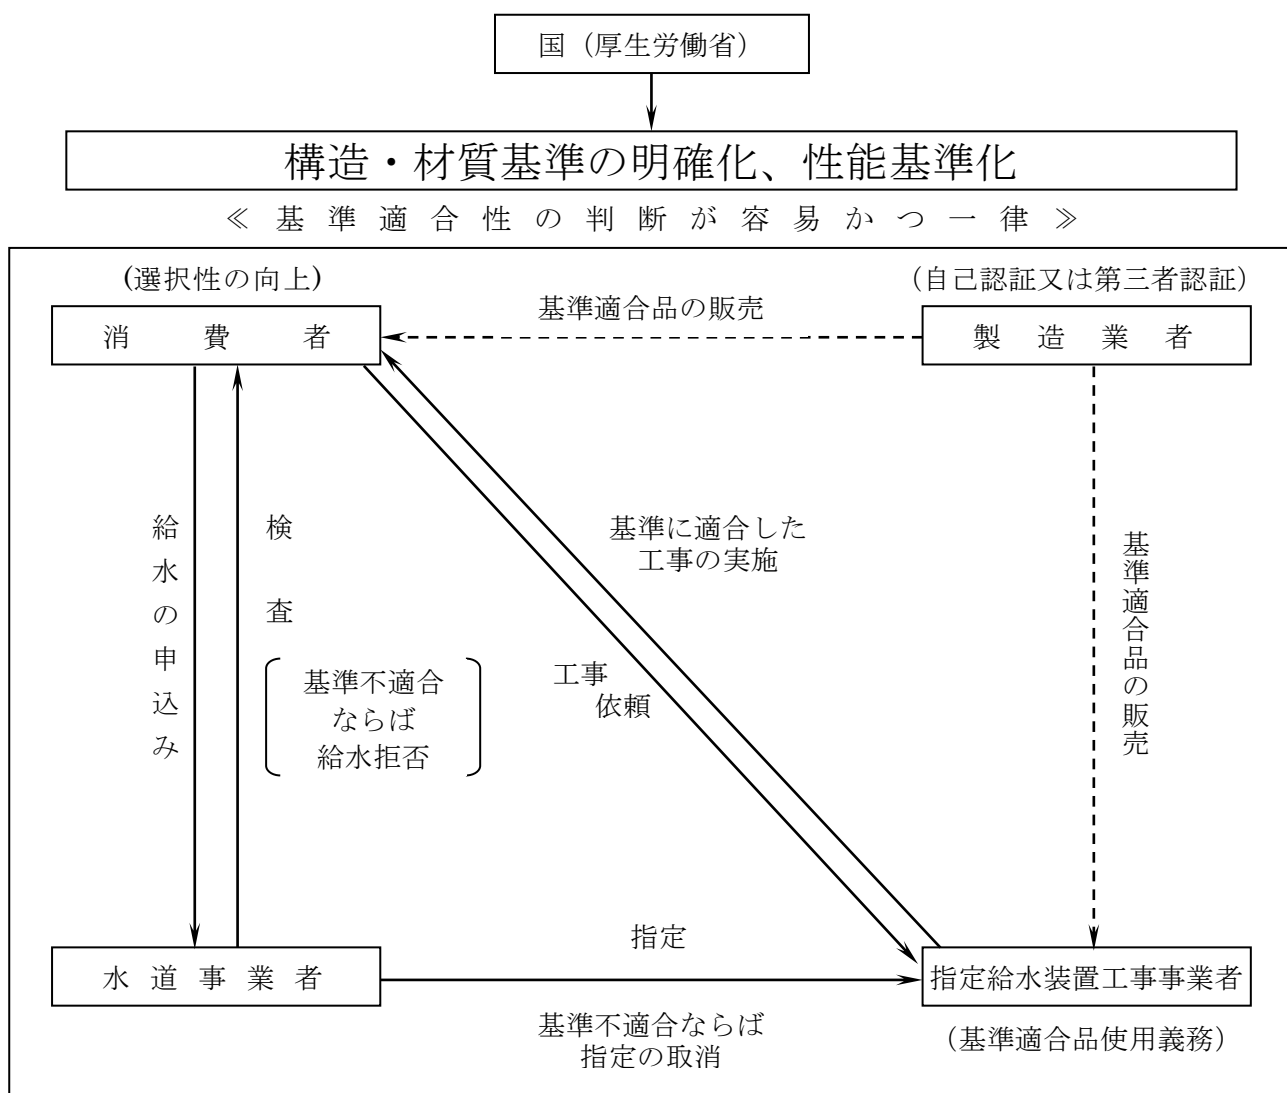 国（厚生労働省）
構造・材質基準の明確化、性能基準化
≪基準適合性の判断が容易かつ一律≫
(選択性の向上)
（自己認証又は第三者認証）
消費者
基準適合品の販売
製造業者
給水の申込み
検査
基準不適合
ならば
給水拒否
基準に適合した
工事の実施
工事
依頼
基準適合品の販売
水道事業者
指定
指定給水装置工事事業者
基準不適合ならば
指定の取消
（基準適合品使用義務）